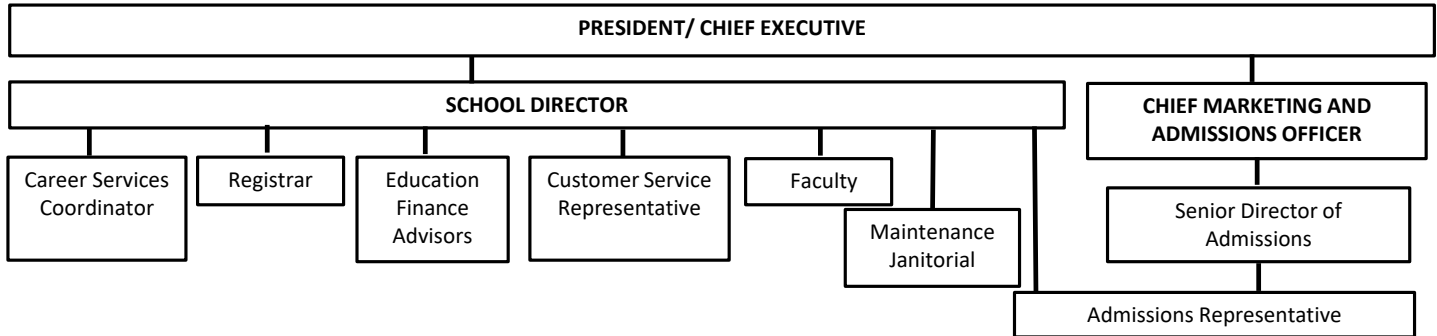 PRESIDENT/ CHIEF EXECUTIVE
SCHOOL DIRECTOR
CHIEF MARKETING AND
ADMISSIONS OFFICER
Career Services
Coordinator
Registrar
Education
Finance
Advisors
Customer Service
Representative
Faculty
Maintenance
Janitorial
Senior Director of
Admissions
Admissions Representative